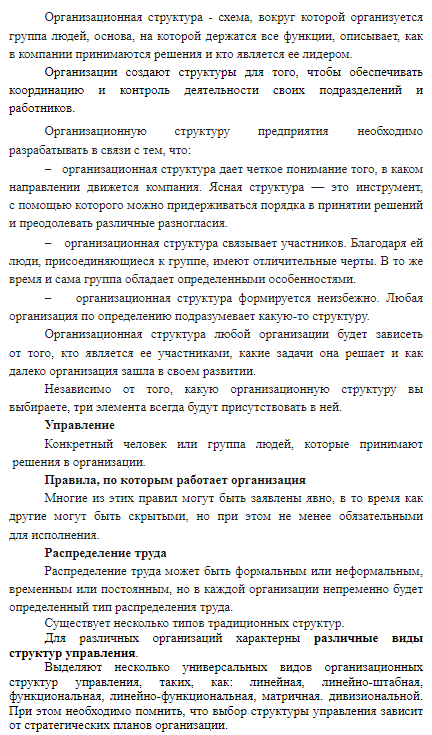 Организационная структура - схема, вокруг которой организуется
группа людей, основа, на которой держатся все функции, описывает, как
в компании принимаются решения и кто является ее лидером.
Организации создают структуры для того, чтобы обеспечивать
координацию и контроль деятельности своих подразделений и
работников.
Организационную структуру предприятия необходимо
разрабатывать в связи с тем, что:
– организационная структура дает четкое понимание того, в каком
направлении движется компания. Ясная структура — это инструмент,
с помощью которого можно придерживаться порядка в принятии решений
и преодолевать различные разногласия.
– организационная структура связывает участников. Благодаря ей
люди, присоединяющиеся к группе, имеют отличительные черты. В то же
время и сама группа обладает определенными особенностями.
– организационная структура формируется неизбежно. Любая
организация по определению подразумевает какую-то структуру.
Организационная структура любой организации будет зависеть
от того, кто является ее участниками, какие задачи она решает и как
далеко организация зашла в своем развитии.
Независимо от того, какую организационную структуру вы
выбираете, три элемента всегда будут присутствовать в ней.
Управление
Конкретный человек или группа людей, которые принимают
решения в организации.
Правила, по которым работает организация
Многие из этих правил могут быть заявлены явно, в то время как
другие могут быть скрытыми, но при этом не менее обязательными
для исполнения.
Распределение труда
Распределение труда может быть формальным или неформальным,
временным или постоянным, но в каждой организации непременно будет
определенный тип распределения труда.
Существует несколько типов традиционных структур.
Для различных организаций характерны различные виды
структур управления.
Выделяют несколько универсальных видов организационных
структур управления, таких, как: линейная, линейно-штабная,
функциональная, линейно-функциональная, матричная. дивизиональной.
При этом необходимо помнить, что выбор структуры управления зависит
от стратегических планов организации.